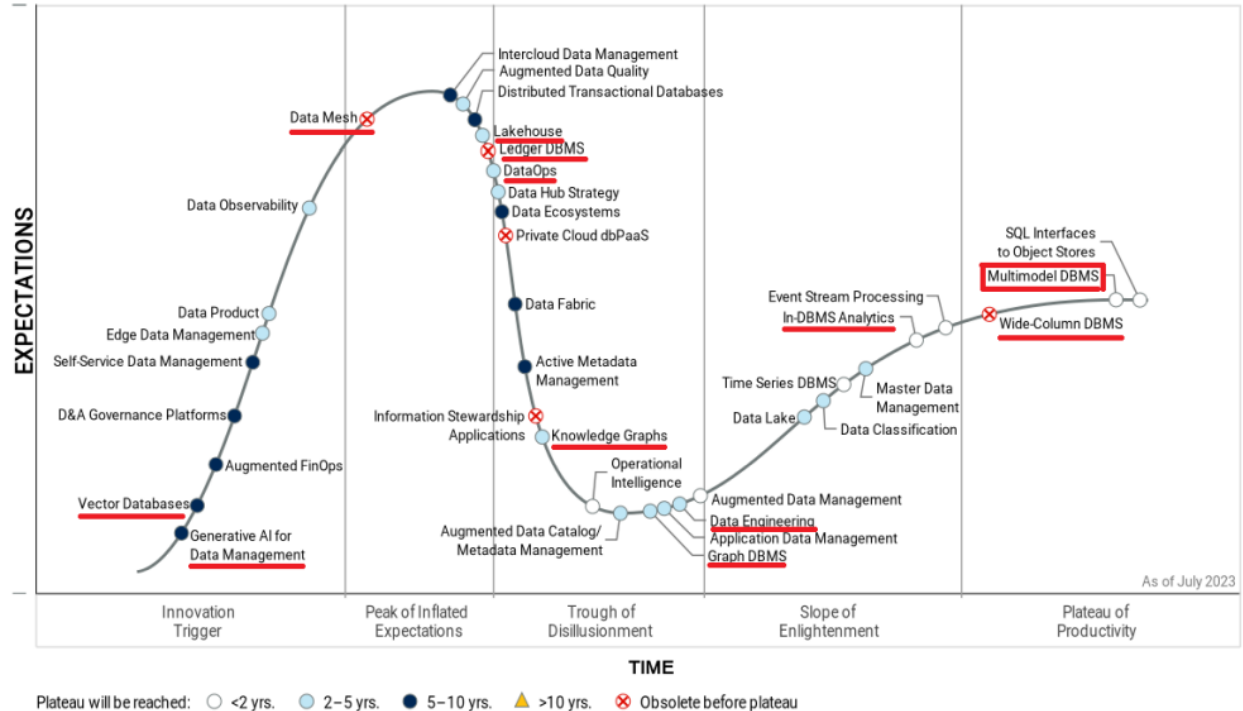 EXPECTATIONS
Intercloud Data Management
Augmented Data Quality
Distributed Transactional Databases
Data Mesh
Lakehouse
Ledger DBMS
DataOps
Data Hub Strategy
Data Observability
Data Ecosystems
Private Cloud dbPaaS
Data Fabric
Data Product
Edge Data Management
Self-Service Data Management
Active Metadata
Management
D&A Governance Platforms
Information Stewardship
Applications
Knowledge Graphs
Augmented FinOps
Vector Databases
Generative AI for
Data Management
Operational
Intelligence
Augmented Data Catalog/
Metadata Management
Augmented Data Management
Data Engineering
Application Data Management
Graph DBMS
SQL Interfaces
to Object Stores
Multimodel DBMS
Event Stream Processing
In-DBMS Analytics
Wide-Column DBMS
Time Series DBMS
Master Data
Management
Data Lake
Data Classification
As of July 2023
Innovation
Trigger
Peak of Inflated
Expectations
Trough of
Disillusionment
Slope of
Enlightenment
Plateau of
Productivity
TIME
Plateau will be reached: <2 yrs. 2–5 yrs. 5–10 yrs. >10 yrs. Obsolete before plateau